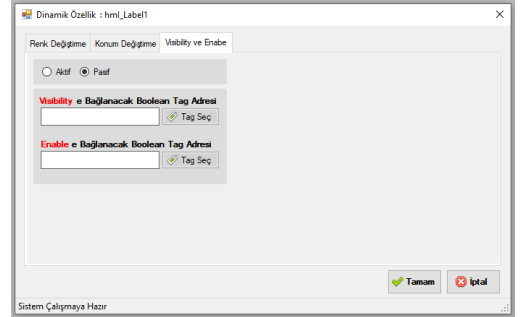 Dinamik Özellik : hml_Label1
Renk Değiştirme Konum Değiştirme Visibility ve Enabe
Aktif Pasif
Visibility e Bağlanacak Boolean Tag Adresi
Tag Seç
Enable e Bağlanacak Boolean Tag Adresi
Tag Seç
Tamam İptal
Sistem Çalışmaya Hazır